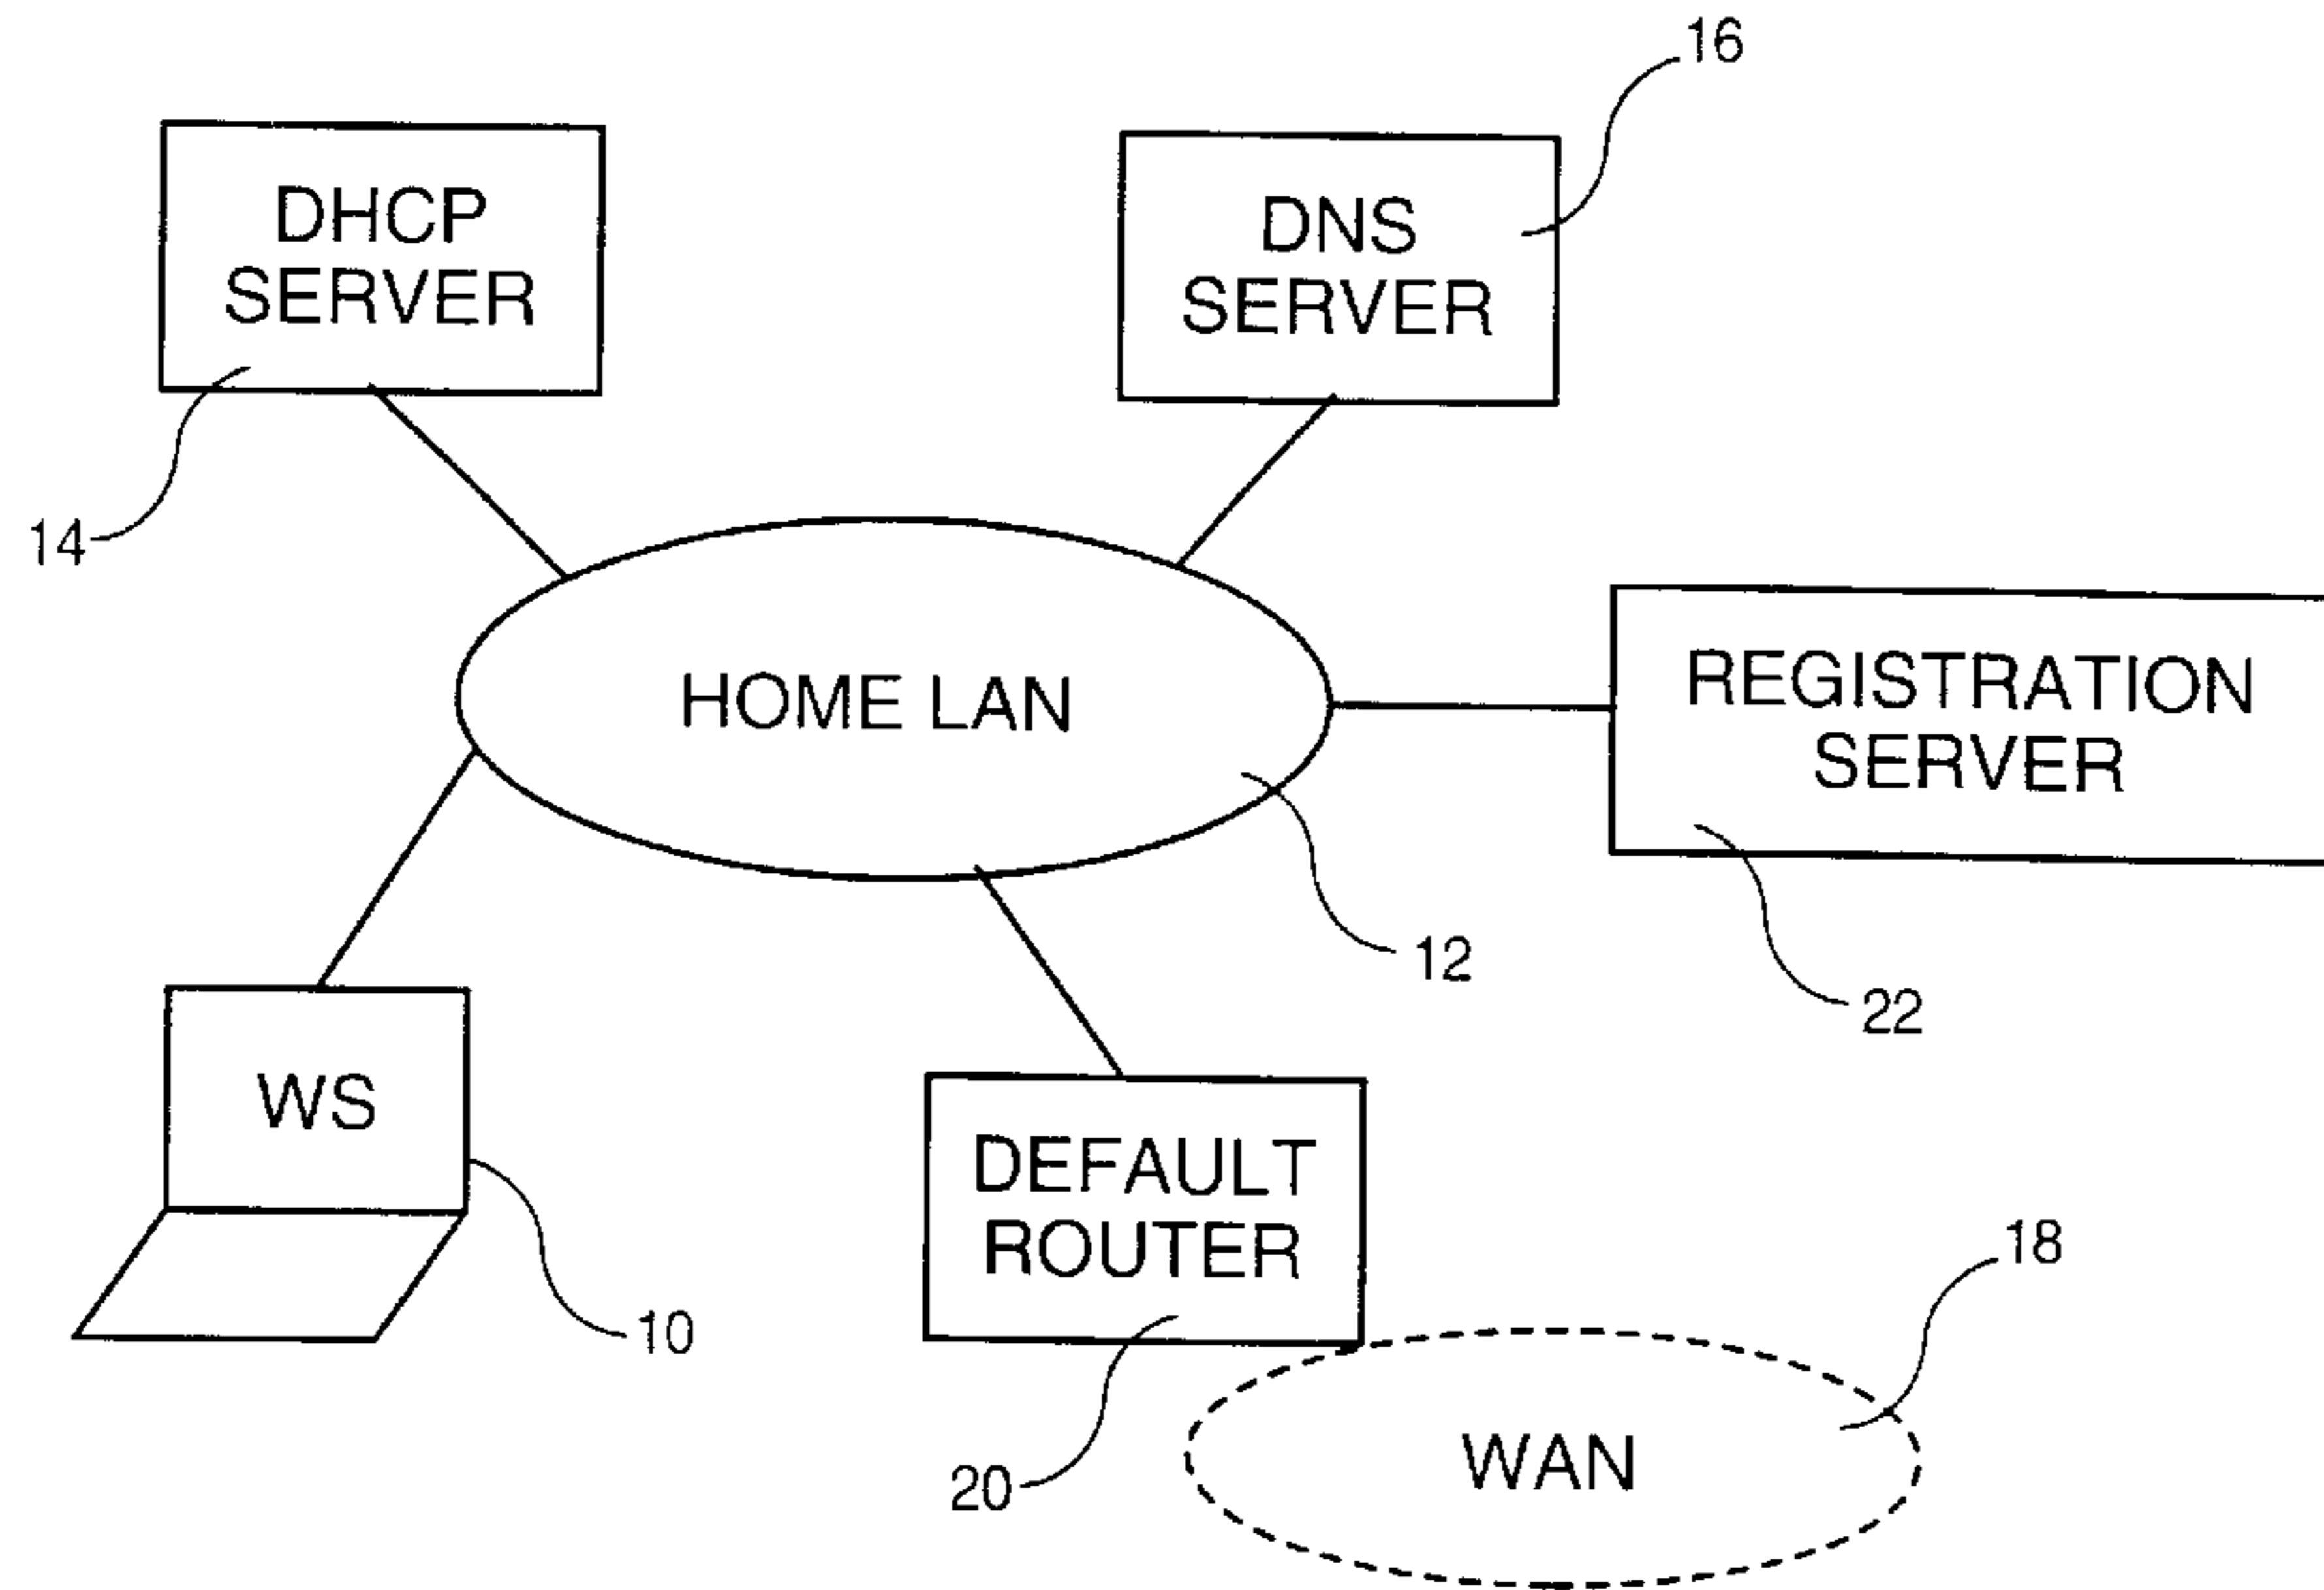 16
DHCP
SERVER
DNS
SERVER
14
HOME LAN
REGISTRATION
SERVER
12
22
WS
DEFAULT
ROUTER
10
18
20
WAN